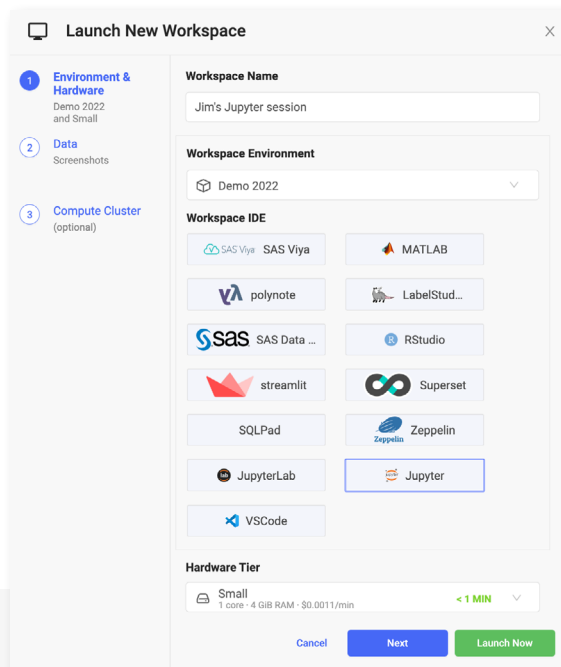 Launch New Workspace
1
Environment &
Hardware
Demo 2022
and Small
2
Data
Screenshots
3
Compute Cluster
(optional)
Workspace Name
Jim's Jupyter session
Workspace Environment
Demo 2022
Workspace IDE
SAS Viya SAS Viya
MATLAB
polynote
LabelStud...
sas SAS Data ...
R RStudio
streamlit
Superset
SQLPad
Zeppelin Zeppelin
lab JupyterLab
jupyter Jupyter
VSCode
Hardware Tier
Small
1 core · 4 GiB RAM · $0.0011/min
< 1 MIN
Cancel
Next
Launch Now